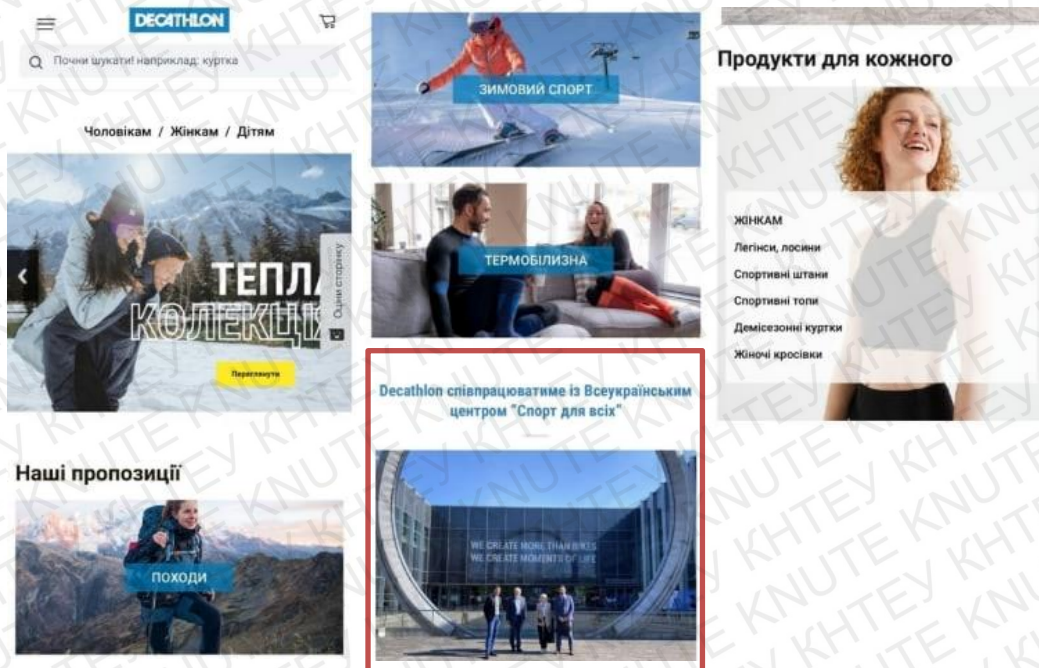 DECATHLON
Почни шукати! наприклад: куртка
Чоловікам / Жінкам / Дітям
ТЕПЛА
КОЛЕКЦІЯ
Переглянути
Оціни сторінку
Наші пропозиції
ПОХОДИ
ЗИМОВИЙ СПОРТ
ТЕРМОБІЛИЗНА
Decathlon співпрацюватиме із Всеукраїнським
центром "Спорт для всіх"
WE CREATE MORE THAN BIKES
WE CREATE MOMENTS OF LIFE
Продукти для кожного
ЖІНКАМ
Легінси, лосини
Спортивні штани
Спортивні топи
Демісезонні куртки
Жіночі кросівки
KNUTE KHTEY